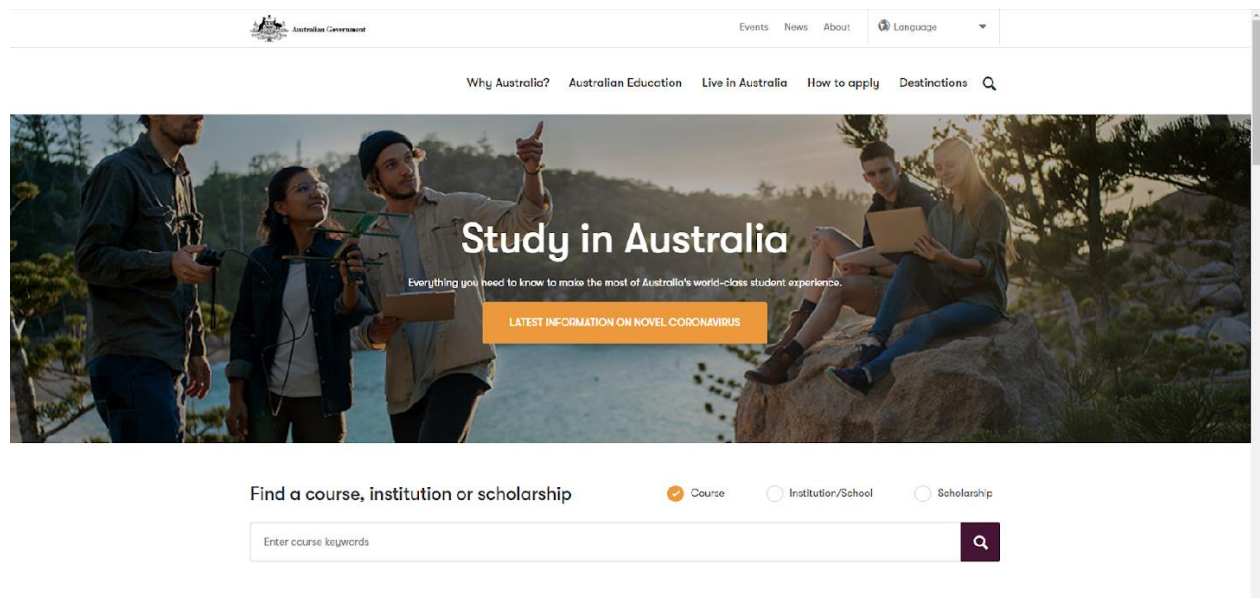 Australian Government
Events News About Language
Why Australia? Australian Education Live in Australia How to apply Destinations
Study in Australia
Everything you need to know to make the most of Australia's world-class student experience.
LATEST INFORMATION ON NOVEL CORONAVIRUS
Find a course, institution or scholarship Course Institution/School Scholarship
Enter course keywords